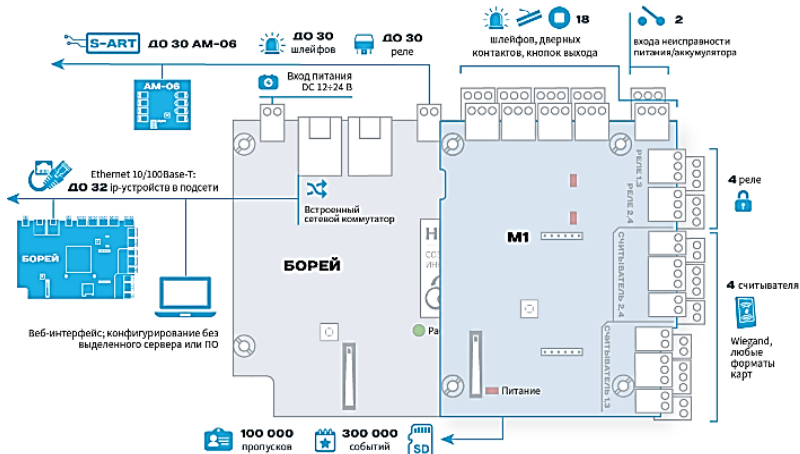 S-ART
ДО 30 АМ-06
ДО 30
шлейфов
ДО 30
реле
18
шлейфов, дверных
контактов, кнопок выхода
2
входа неисправности
питания/аккумулятора
АМ-06
Вход питания
DC 12÷24 В
Ethernet 10/100Base-T:
ДО 32 ip-устройств в подсети
Встроенный
сетевой коммутатор
БОРЕЙ
Веб-интерфейс; конфигурирование без
выделенного сервера или ПО
БОРЕЙ
М1
РЕЛЕ 1,3
РЕЛЕ 2,4
СЧИТЫВАТЕЛЬ 2,4
СЧИТЫВАТЕЛЬ 1,3
4 реле
4 считывателя
Wiegand,
любые
форматы
карт
Питание
100 000
пропусков
300 000
событий
SD